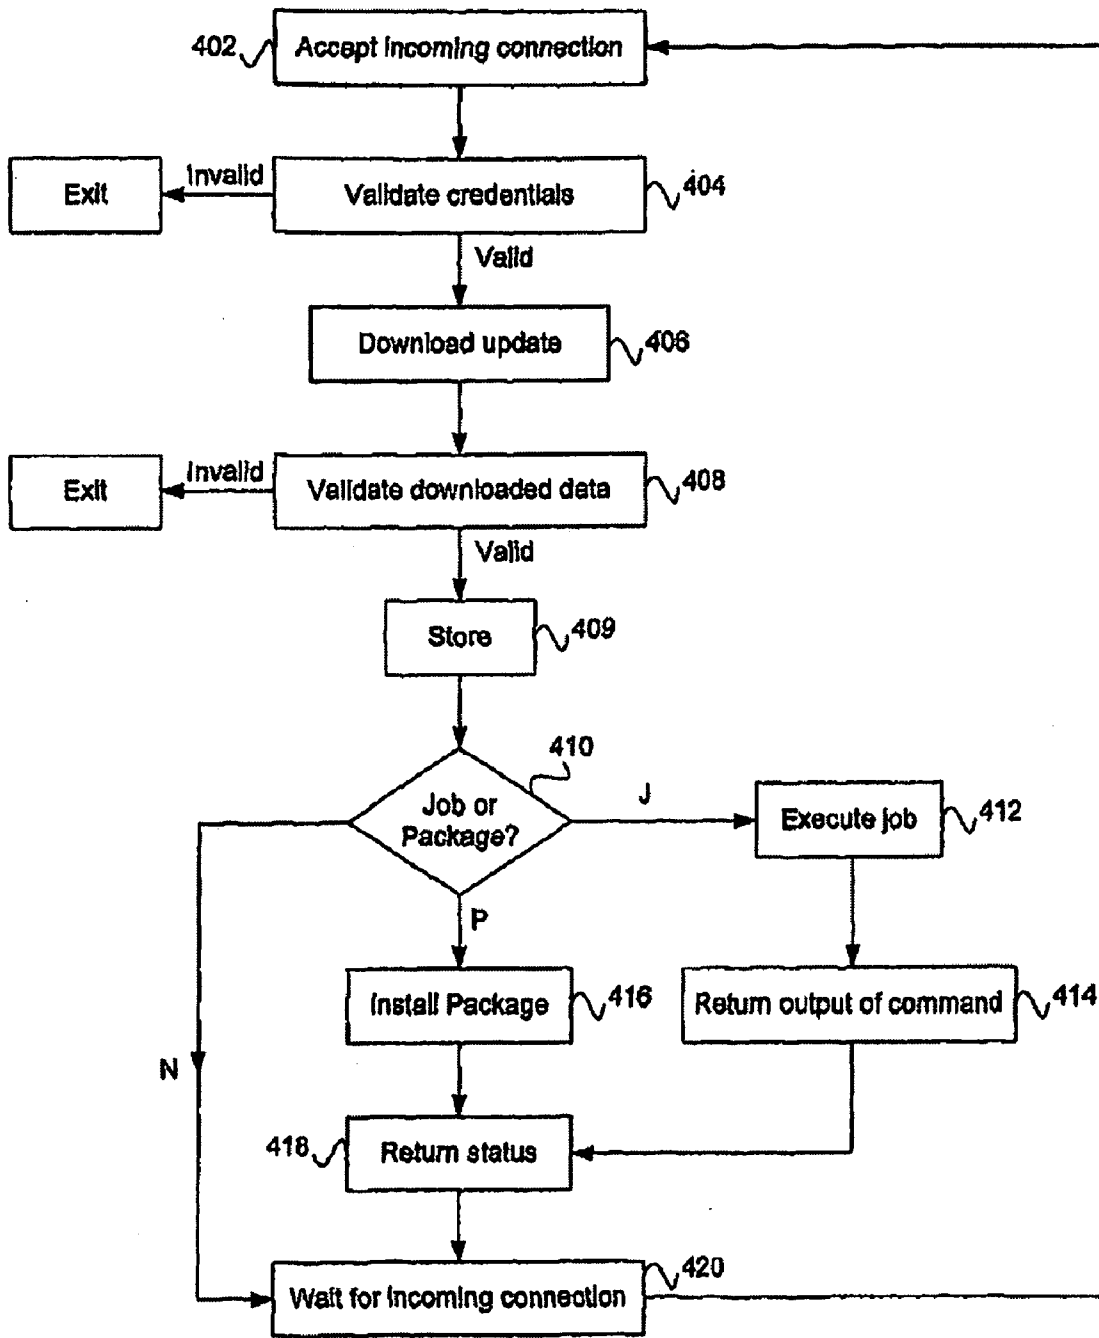 402
Accept incoming connection
Exit
Invalid
Validate credentials
404
Valid
Download update
406
Exit
Invalid
Validate downloaded data
408
Valid
Store
409
410
Job or
Package?
J
Execute job
412
P
Install Package
416
Return output of command
414
N
418
Return status
Wait for incoming connection
420